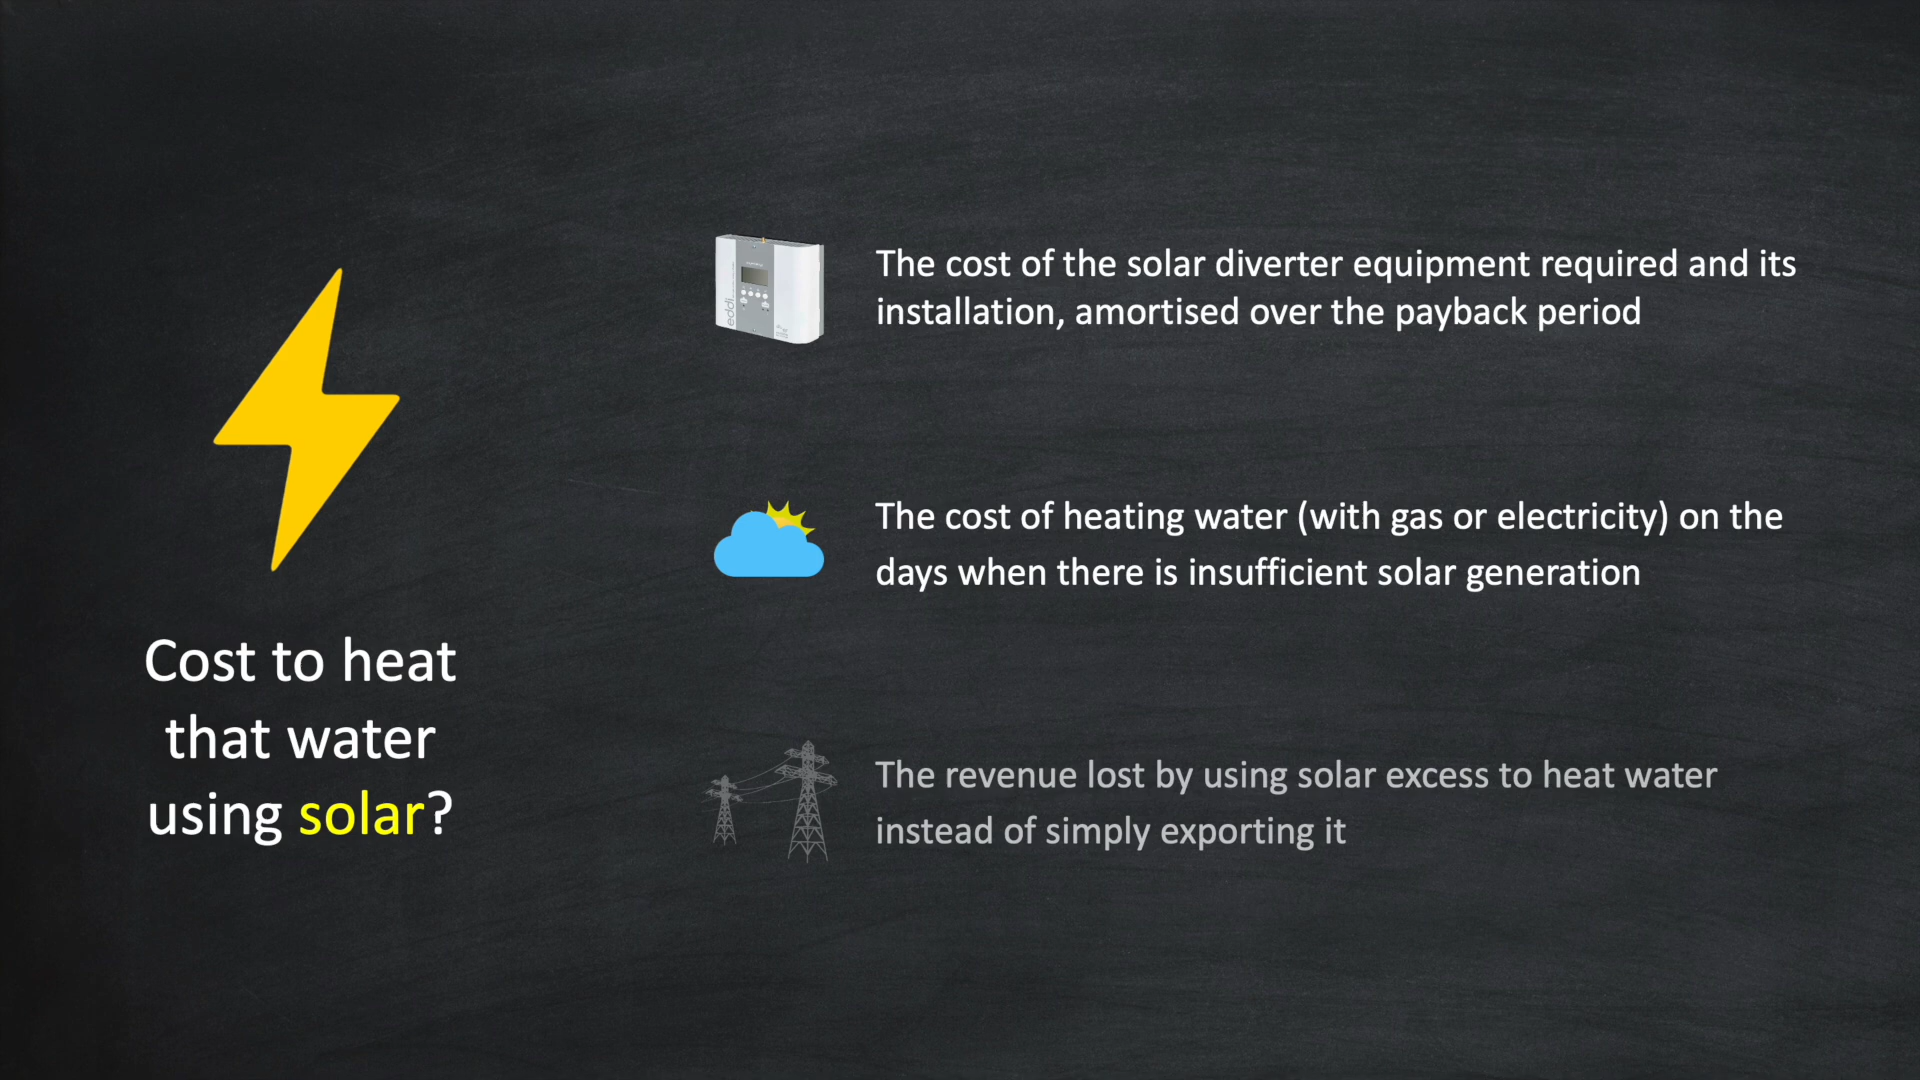 Cost to heat
that water
using solar?
eddi
The cost of the solar diverter equipment required and its
installation, amortised over the payback period
The cost of heating water (with gas or electricity) on the
days when there is insufficient solar generation
The revenue lost by using solar excess to heat water
instead of simply exporting it